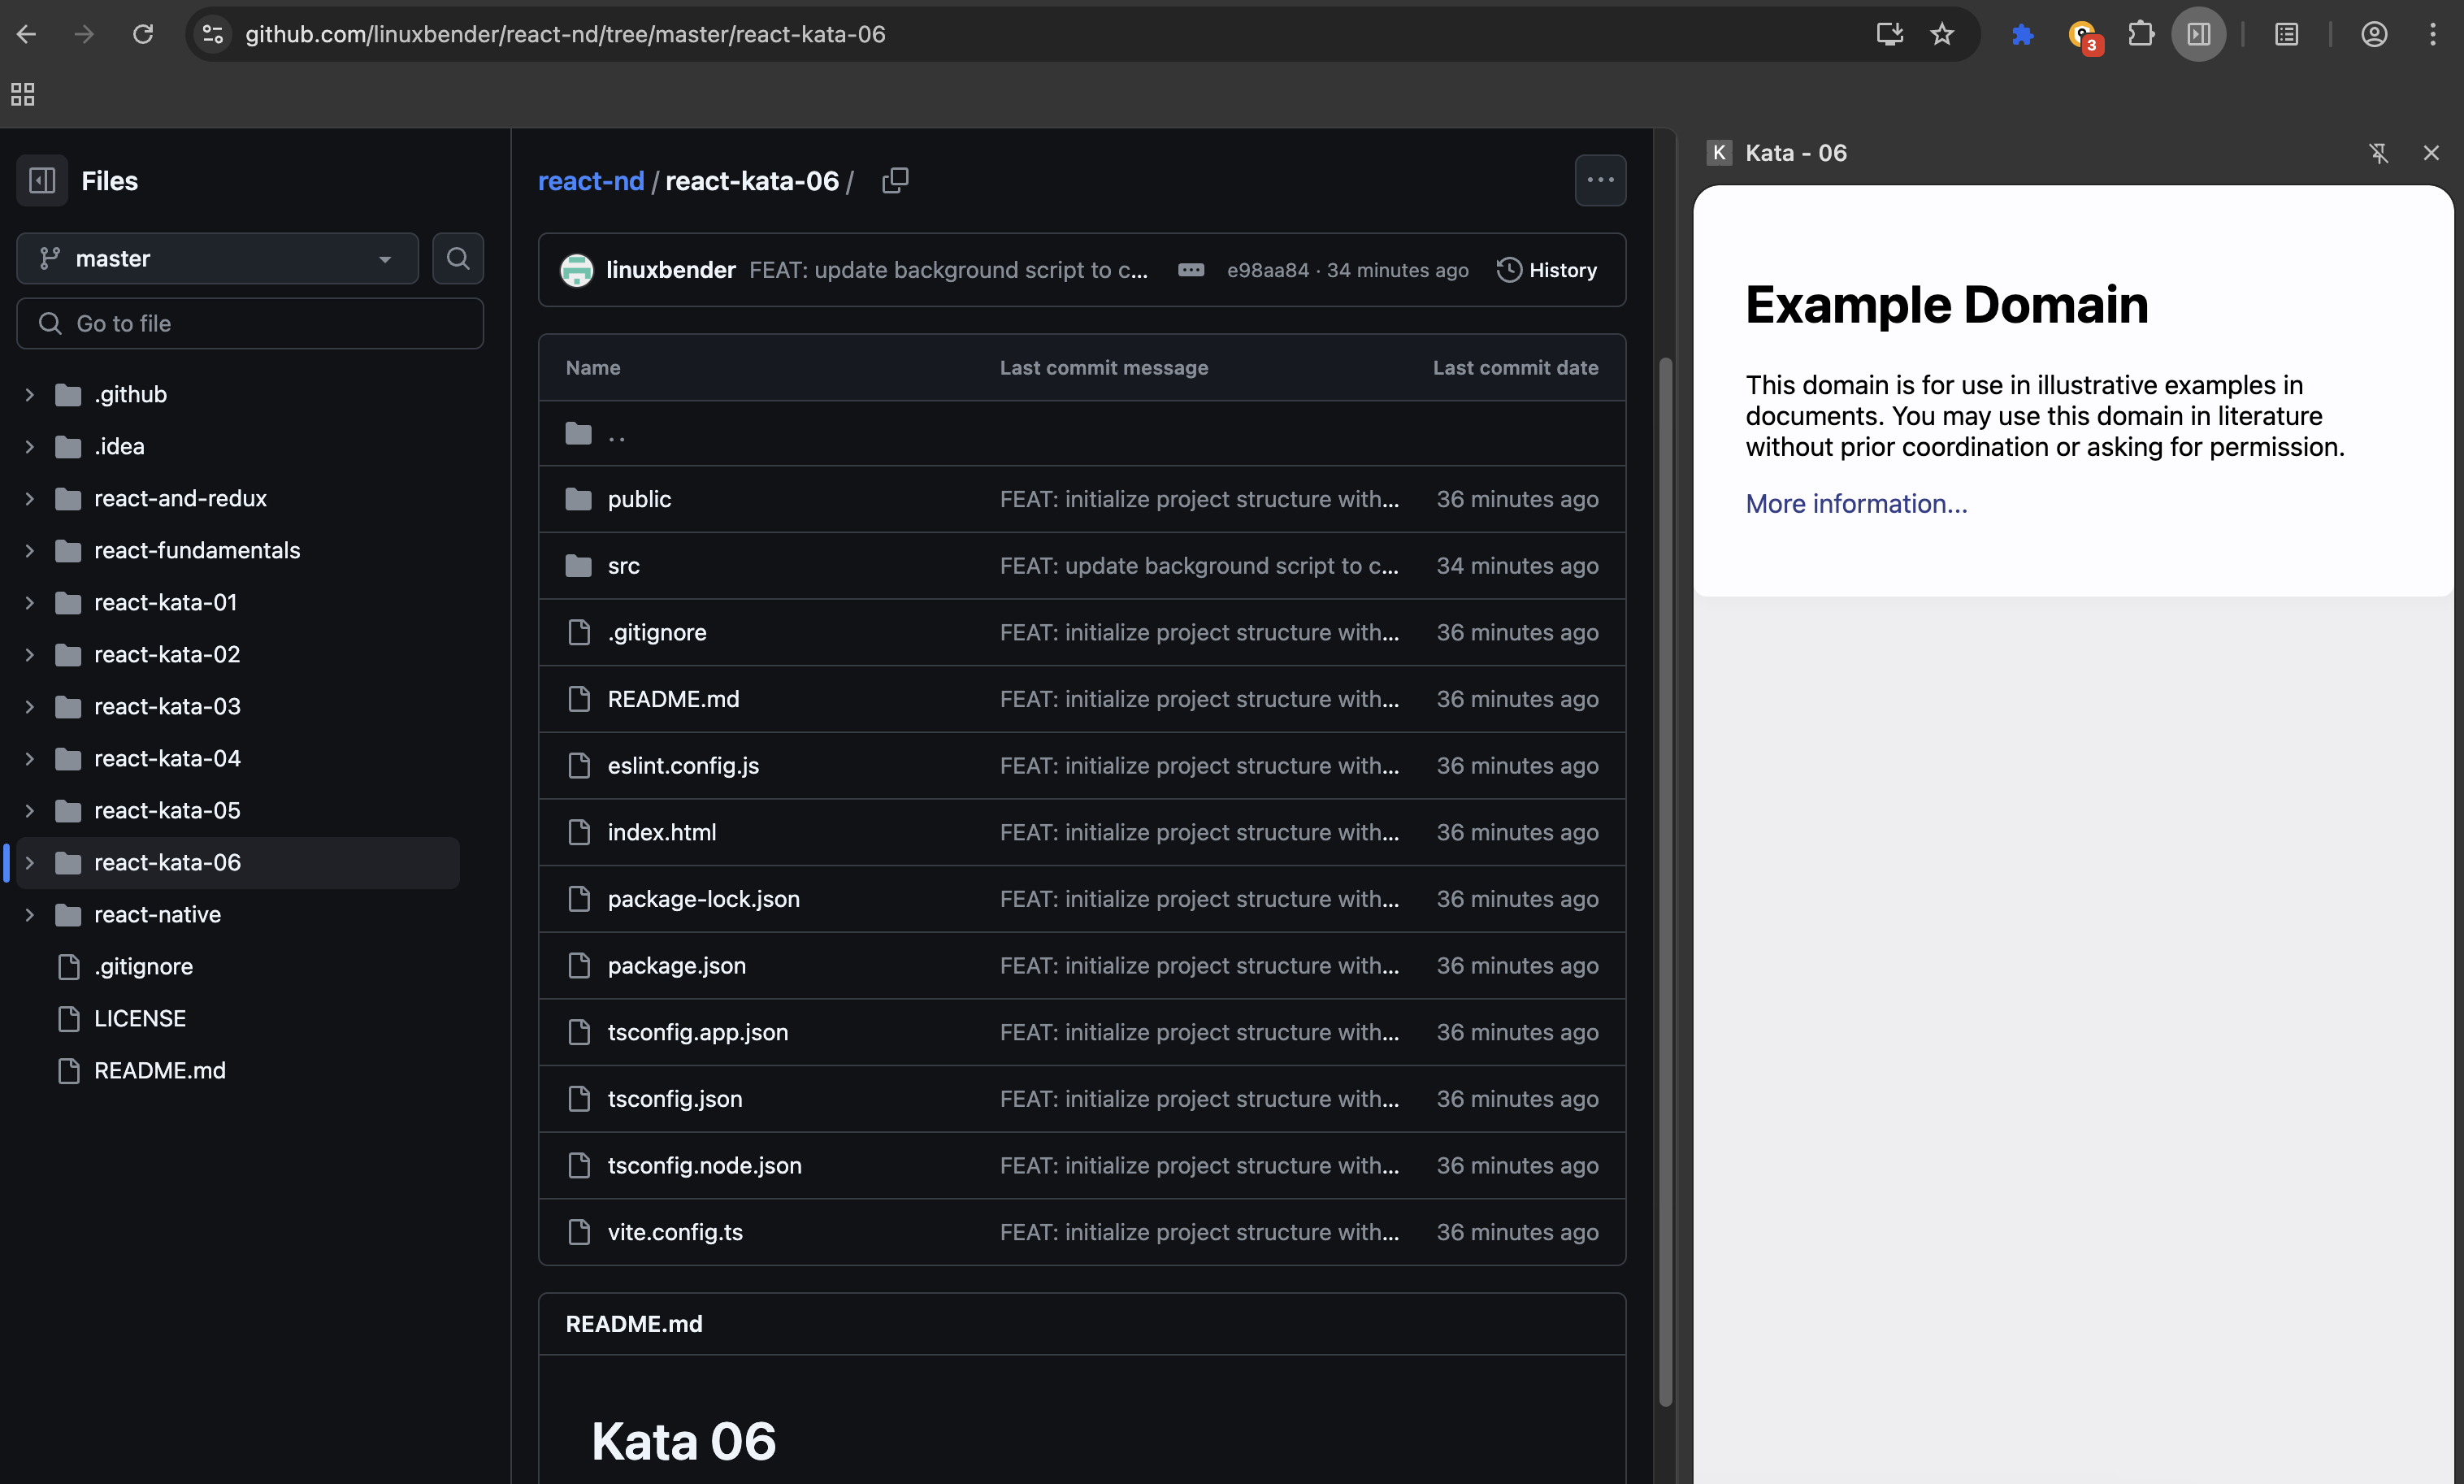 github.com/linuxbender/react-nd/tree/master/react-kata-06
3
Files
master
Go to file
.github
.idea
react-and-redux
react-fundamentals
react-kata-01
react-kata-02
react-kata-03
react-kata-04
react-kata-05
react-kata-06
react-native
.gitignore
LICENSE
README.md
react-nd / react-kata-06 /
linuxbender FEAT: update background script to c... e98aa84 · 34 minutes ago History
Name Last commit message Last commit date
..
public FEAT: initialize project structure with... 36 minutes ago
src FEAT: update background script to c... 34 minutes ago
.gitignore FEAT: initialize project structure with... 36 minutes ago
README.md FEAT: initialize project structure with... 36 minutes ago
eslint.config.js FEAT: initialize project structure with... 36 minutes ago
index.html FEAT: initialize project structure with... 36 minutes ago
package-lock.json FEAT: initialize project structure with... 36 minutes ago
package.json FEAT: initialize project structure with... 36 minutes ago
tsconfig.app.json FEAT: initialize project structure with... 36 minutes ago
tsconfig.json FEAT: initialize project structure with... 36 minutes ago
tsconfig.node.json FEAT: initialize project structure with... 36 minutes ago
vite.config.ts FEAT: initialize project structure with... 36 minutes ago
README.md
Kata 06
K Kata - 06
Example Domain
This domain is for use in illustrative examples in
documents. You may use this domain in literature
without prior coordination or asking for permission.
More information...